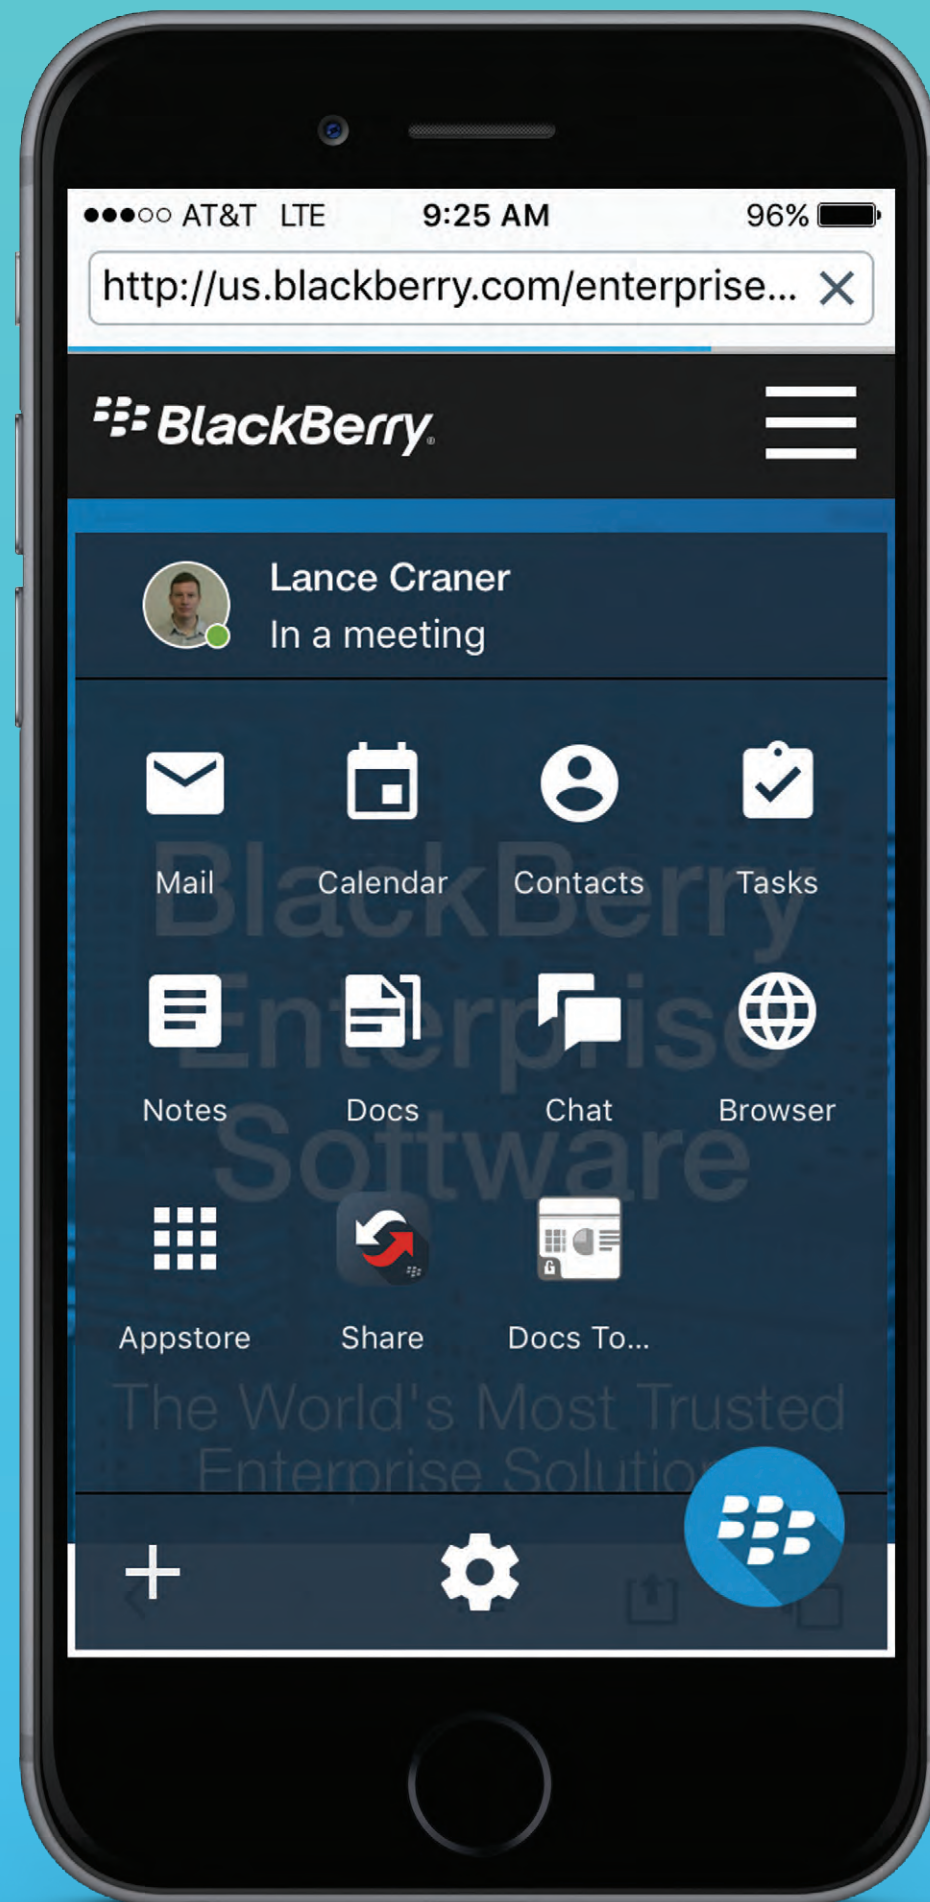 AT&T LTE 9:25 AM 96%
http://us.blackberry.com/enterprise...
BlackBerry®
Lance Craner
In a meeting
Mail Calendar Contacts Tasks
BlackBerry
Notes Docs Chat Browser
Enterprise
Software
G
Appstore Share Docs To...
The World's Most Trusted
Enterprise Solution